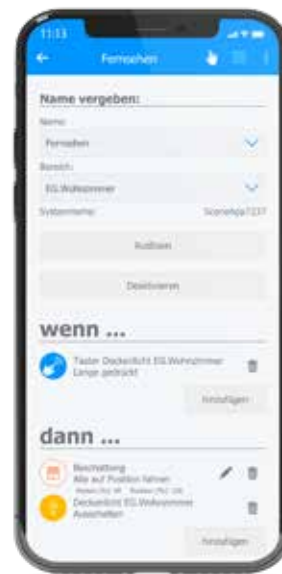 11:13
Fernsehen
Name vergeben:
Name:
Fernsehen
Bereich:
EG.Wohnzimmer
Systemname:
Auslösen
Deaktivieren
wenn ...
Taster Deckenlicht EG.Wohnzimmer
Lange gedrückt
hinzufügen
dann ...
Beschattung
Alle auf Position fahren
Deckenlicht EG.Wohnzimmer
Ausschalten
hinzufügen